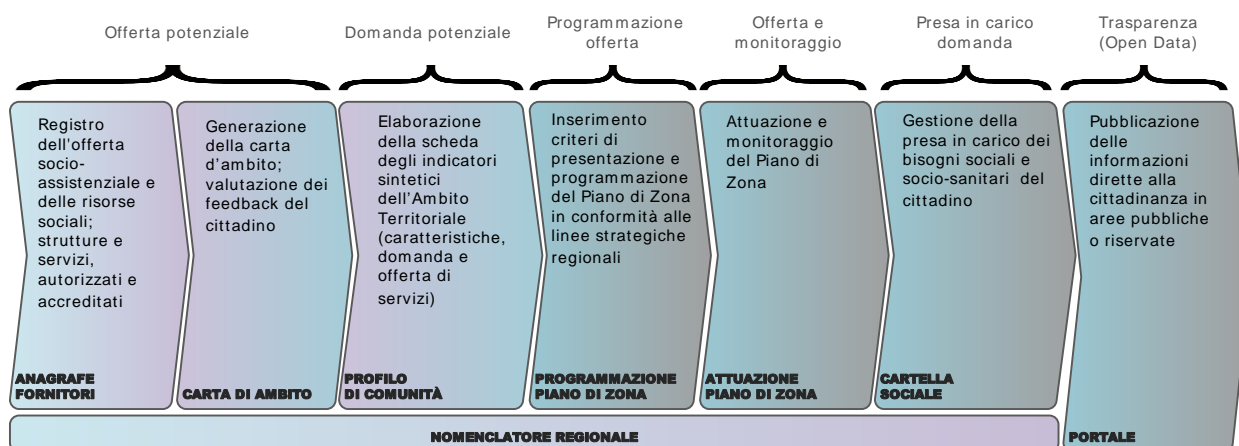 Offerta potenziale
Domanda potenziale
Programmazione
offerta
Offerta e
monitoraggio
Presa in carico
domanda
Trasparenza
(Open Data)
Registro
dell'offerta
socio-
assistenziale e
delle risorse
sociali;
strutture e
servizi,
autorizzati e
accreditati
ANAGRAFE
FORNITORI
Generazione
della carta
d'ambito;
valutazione dei
feedback del
cittadino
CARTA DI AMBITO
Elaborazione
della scheda
degli indicatori
sintetici
dell'Ambito
Territoriale
(caratteristiche,
domanda e
offerta di
servizi)
PROFILO
DI COMUNITÀ
Inserimento
criteri di
presentazione e
programmazione
del Piano di Zona
in conformità alle
linee strategiche
regionali
PROGRAMMAZIONE
PIANO DI ZONA
Attuazione e
monitoraggio
del Piano di
Zona
ATTUAZIONE
PIANO DI ZONA
Gestione della
presa in carico dei
bisogni sociali e
socio-sanitari del
cittadino
CARTELLA
SOCIALE
Pubblicazione
delle
informazioni
dirette alla
cittadinanza in
aree pubbliche
o riservate
PORTALE
NOMENCLATORE REGIONALE